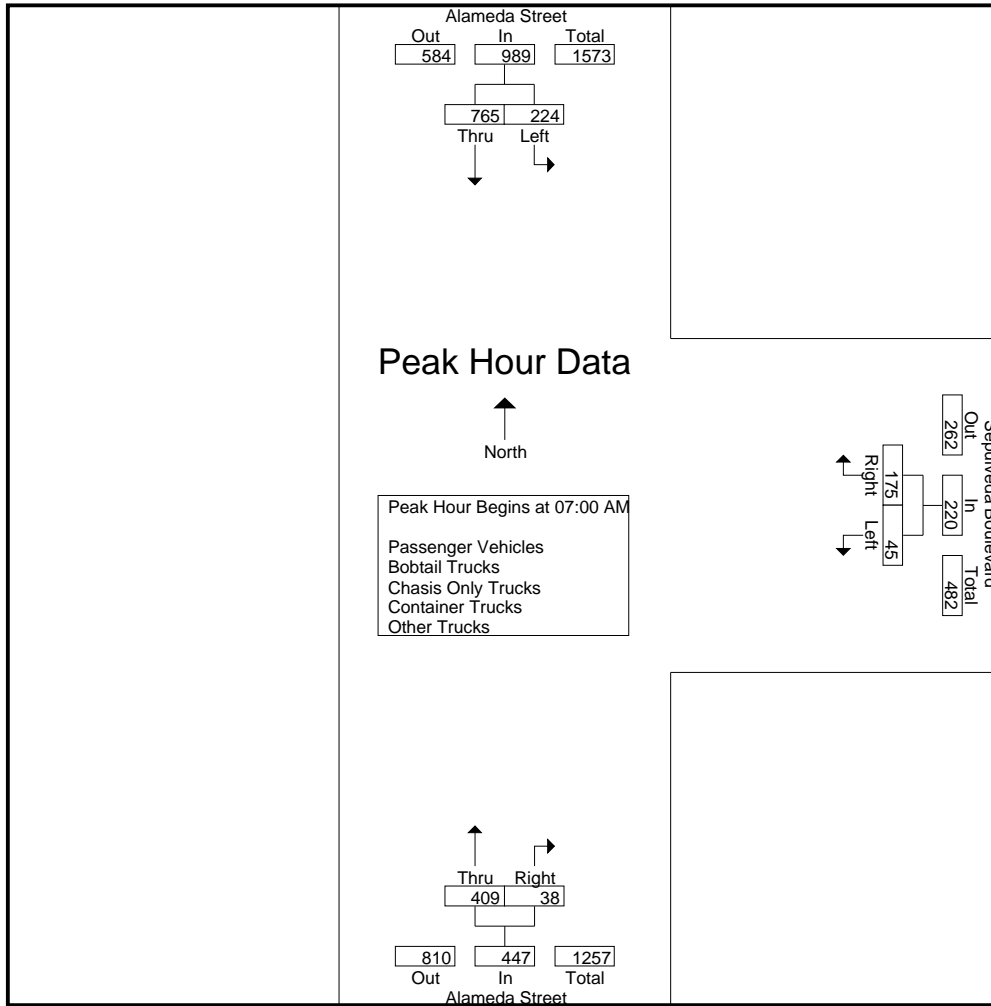 Alameda Street
Out In Total
584 989 1573
765 224
Thru Left
Peak Hour Data
North
Peak Hour Begins at 07:00 AM
Passenger Vehicles
Bobtail Trucks
Chasis Only Trucks
Container Trucks
Other Trucks
Sepulveda Boulevard
Out In Total
262 220 482
175 45
Right Left
Thru Right
409 38
810 447 1257
Out In Total
Alameda Street